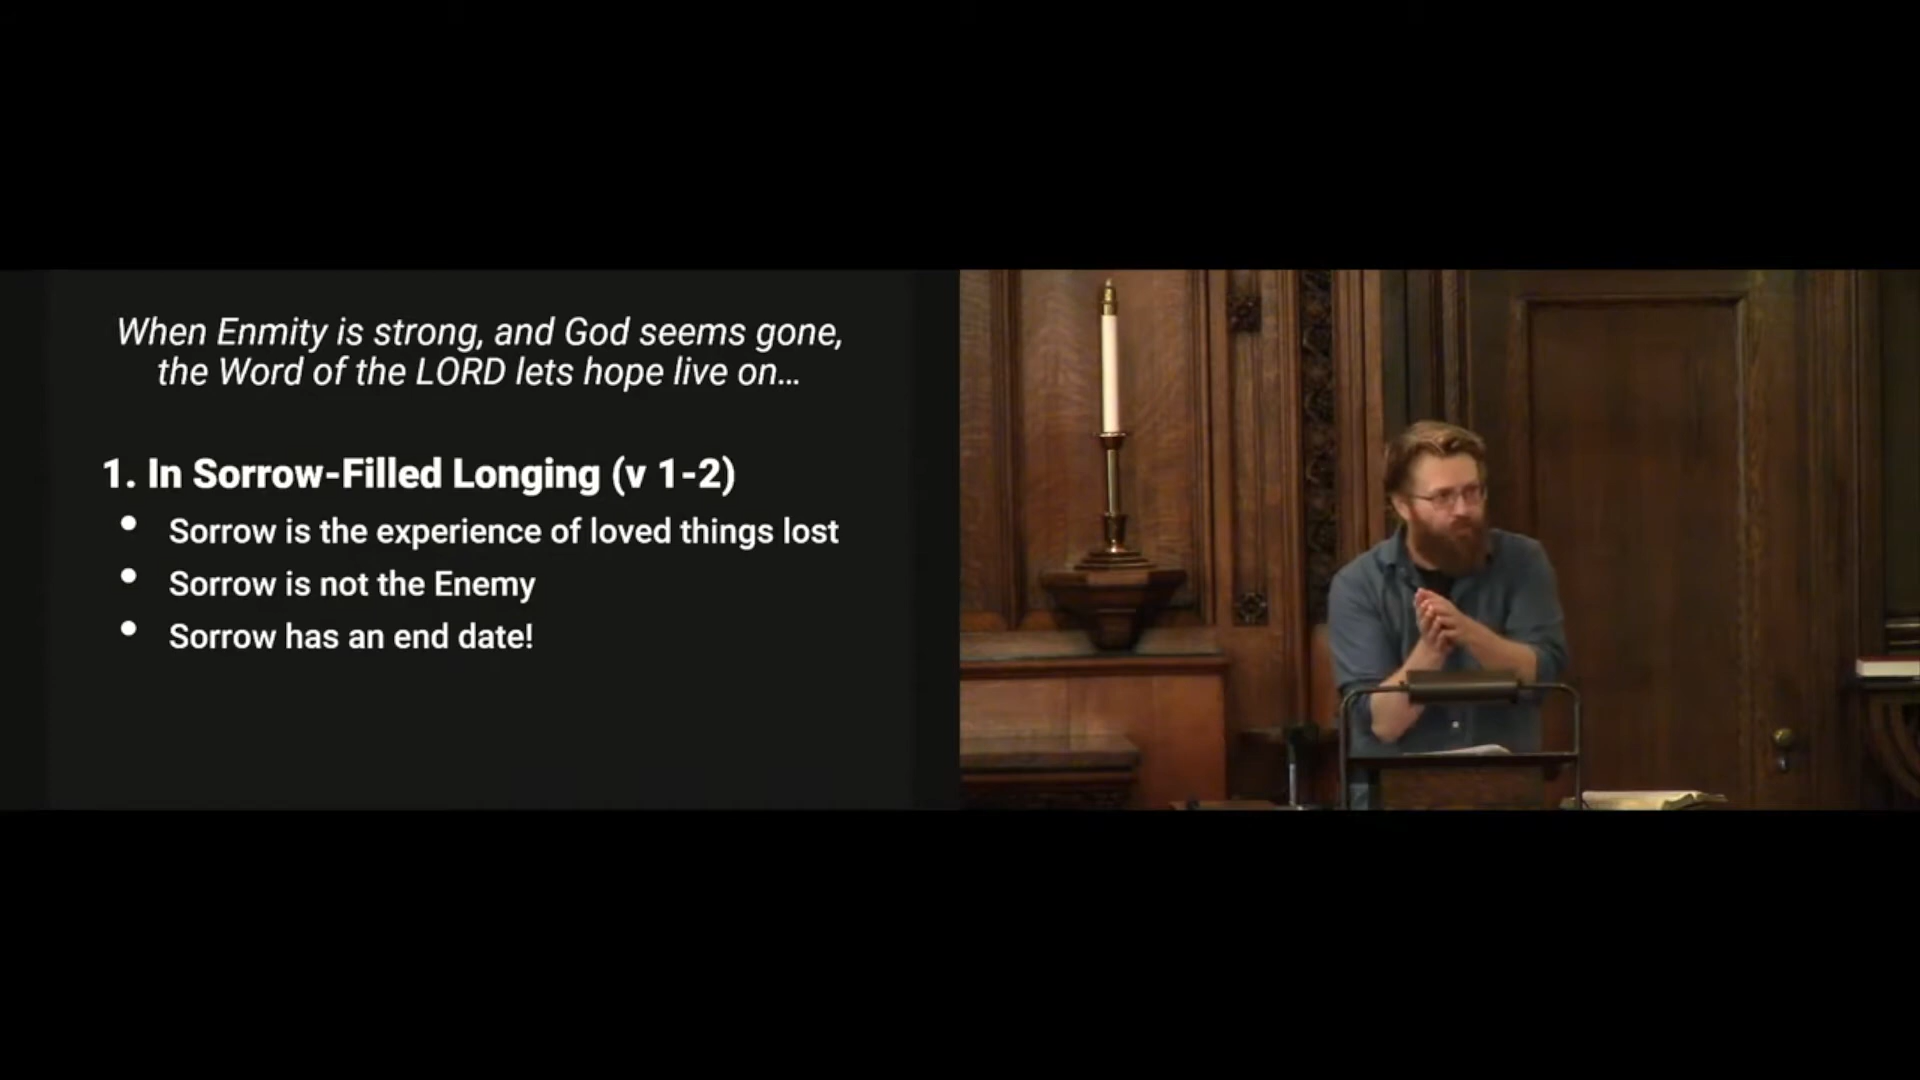 When Enmity is strong, and God seems gone,
the Word of the LORD lets hope live on...
1. In Sorrow-Filled Longing (v 1-2)
• Sorrow is the experience of loved things lost
• Sorrow is not the Enemy
• Sorrow has an end date!